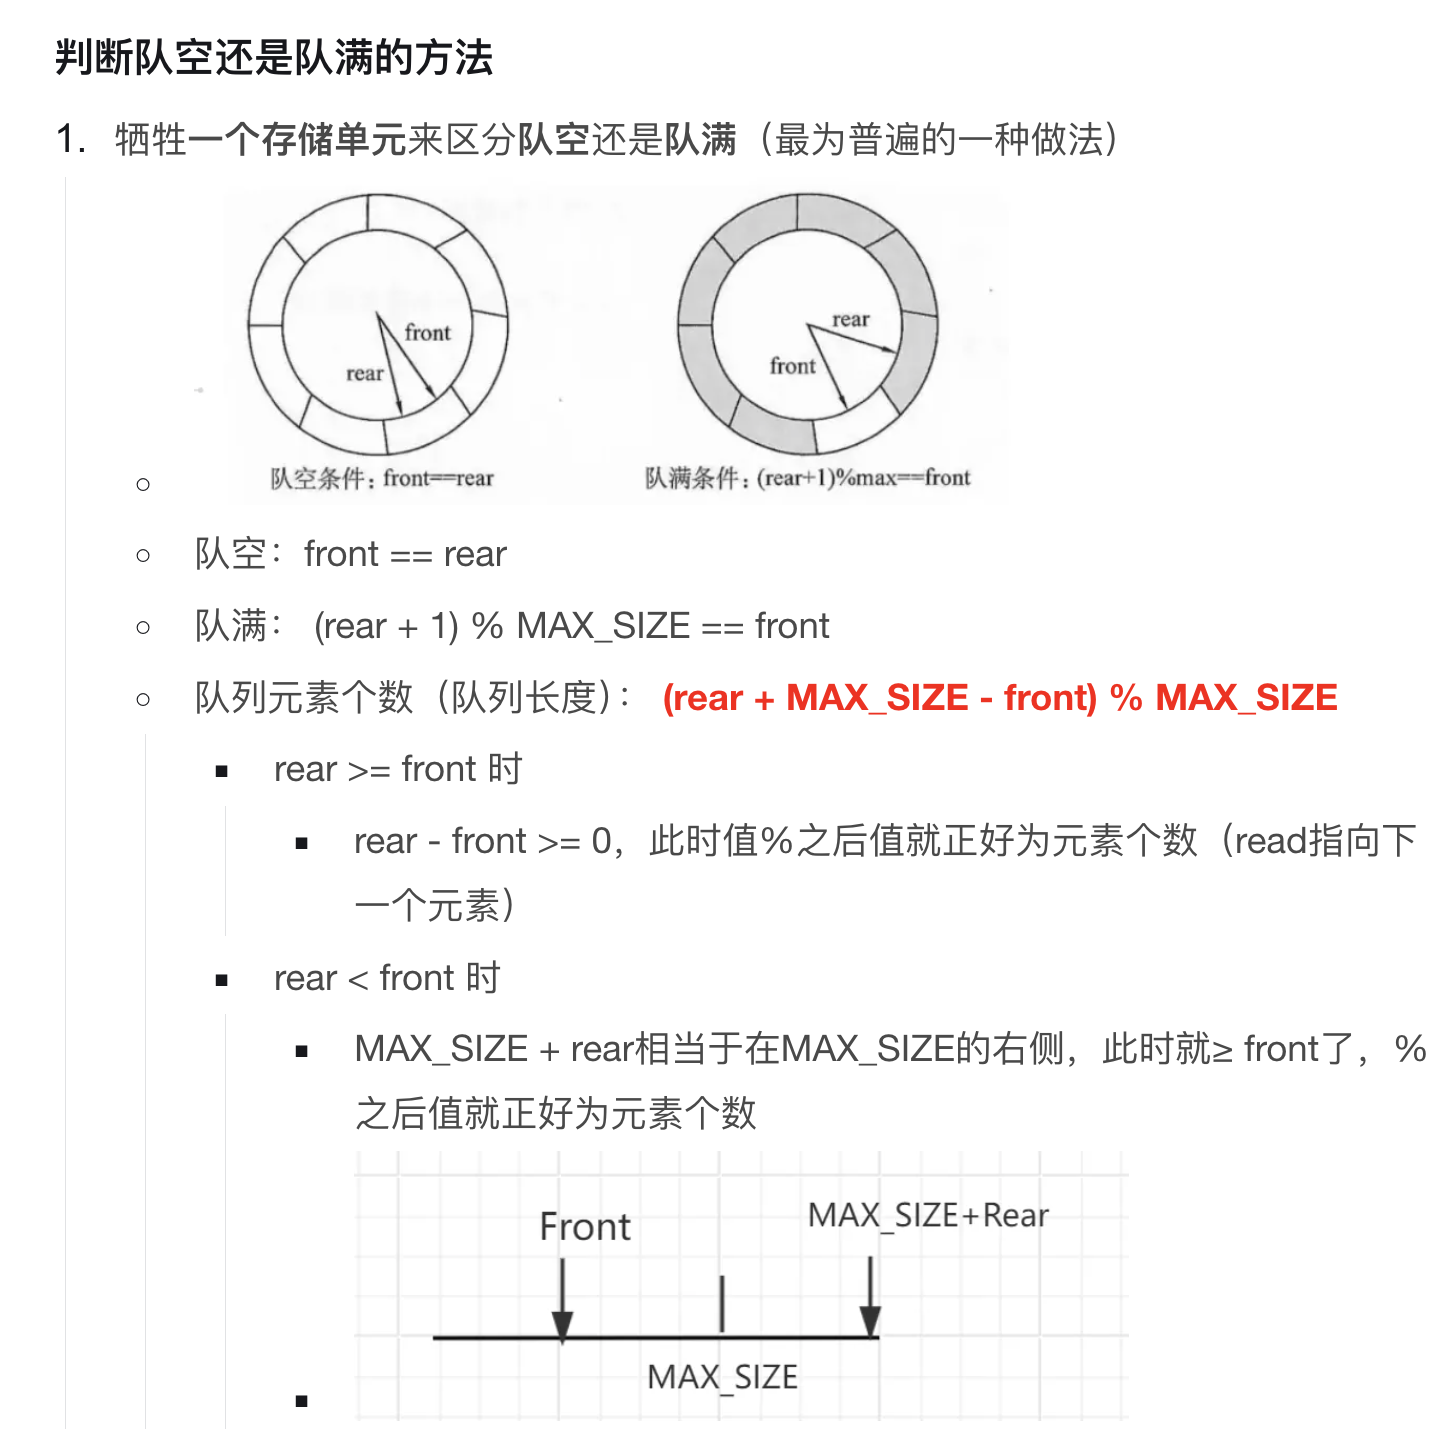 判断队空还是队满的方法
1. 牺牲一个存储单元来区分队空还是队满（最为普遍的一种做法）
front
rear
队空条件：front==rear
rear
front
队满条件：(rear+1)%max==front
队空：front == rear
队满： (rear + 1) % MAX_SIZE == front
队列元素个数（队列长度）： (rear + MAX_SIZE - front) % MAX_SIZE
rear >= front 时
rear - front >= 0，此时值%之后值就正好为元素个数（read指向下
一个元素）
rear < front 时
MAX_SIZE + rear相当于在MAX_SIZE的右侧，此时就≥ front了，%
之后值就正好为元素个数
Front
MAX_SIZE+Rear
MAX_SIZE